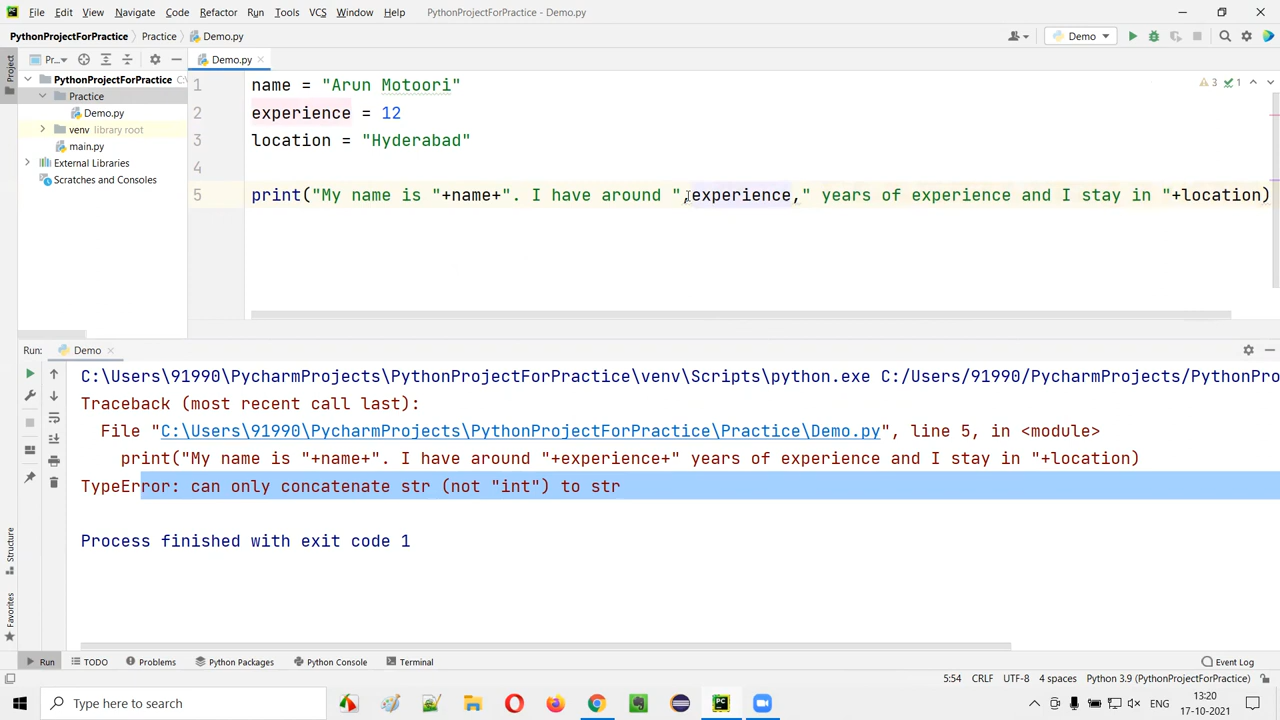 File Edit View Navigate Code Refactor Run Tools VCS Window Help PythonProjectForPractice - Demo.py
PythonProjectForPractice Practice Demo.py Demo
Project Pr... Demo.py
1 name = "Arun Motoori" 3 1
2 experience = 12
3 location = "Hyderabad"
4
5 print("My name is "+name+". I have around ",experience," years of experience and I stay in "+location)
PythonProjectForPractice C:\
Practice
Demo.py
venv library root
main.py
External Libraries
Scratches and Consoles
Run: Demo
C:\Users\91990\PycharmProjects\PythonProjectForPractice\venv\Scripts\python.exe C:/Users/91990/PycharmProjects/PythonPro
Traceback (most recent call last):
File "C:\Users\91990\PycharmProjects\PythonProjectForPractice\Practice\Demo.py", line 5, in <module>
print("My name is "+name+". I have around "+experience+" years of experience and I stay in "+location)
TypeError: can only concatenate str (not "int") to str
Process finished with exit code 1
Structure
Favorites
Run TODO Problems Python Packages Python Console Terminal Event Log
5:54 CRLF UTF-8 4 spaces Python 3.9 (PythonProjectForPractice)
Type here to search ENG 13:20
17-10-2021